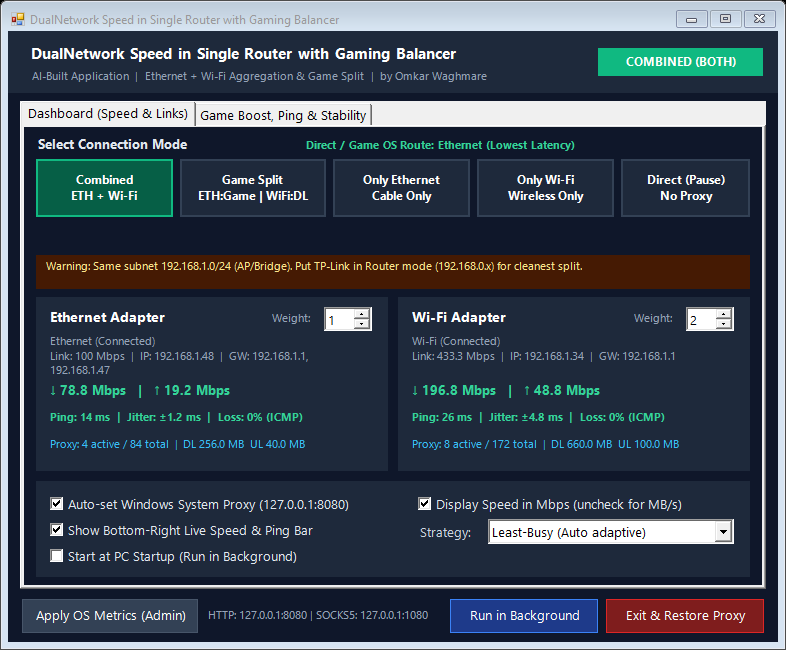 DualNetwork Speed in Single Router with Gaming Balancer
DualNetwork Speed in Single Router with Gaming Balancer
AI-Built Application | Ethernet + Wi-Fi Aggregation & Game Split | by Omkar Waghmare
COMBINED (BOTH)
Dashboard (Speed & Links)
Game Boost, Ping & Stability
Select Connection Mode
Direct / Game OS Route: Ethernet (Lowest Latency)
Combined
ETH + Wi-Fi
Game Split
ETH:Game | WiFi:DL
Only Ethernet
Cable Only
Only Wi-Fi
Wireless Only
Direct (Pause)
No Proxy
Warning: Same subnet 192.168.1.0/24 (AP/Bridge). Put TP-Link in Router mode (192.168.0.x) for cleanest split.
Ethernet Adapter
Weight: 1
Ethernet (Connected)
Link: 100 Mbps | IP: 192.168.1.48 | GW: 192.168.1.1,
192.168.1.47
↓ 78.8 Mbps | ↑ 19.2 Mbps
Ping: 14 ms | Jitter: ±1.2 ms | Loss: 0% (ICMP)
Proxy: 4 active / 84 total | DL 256.0 MB UL 40.0 MB
Wi-Fi Adapter
Weight: 2
Wi-Fi (Connected)
Link: 433.3 Mbps | IP: 192.168.1.34 | GW: 192.168.1.1
↓ 196.8 Mbps | ↑ 48.8 Mbps
Ping: 26 ms | Jitter: ±4.8 ms | Loss: 0% (ICMP)
Proxy: 8 active / 172 total | DL 660.0 MB UL 100.0 MB
Auto-set Windows System Proxy (127.0.0.1:8080)
Show Bottom-Right Live Speed & Ping Bar
Start at PC Startup (Run in Background)
Display Speed in Mbps (uncheck for MB/s)
Strategy: Least-Busy (Auto adaptive)
Apply OS Metrics (Admin)
HTTP: 127.0.0.1:8080 | SOCKS5: 127.0.0.1:1080
Run in Background
Exit & Restore Proxy